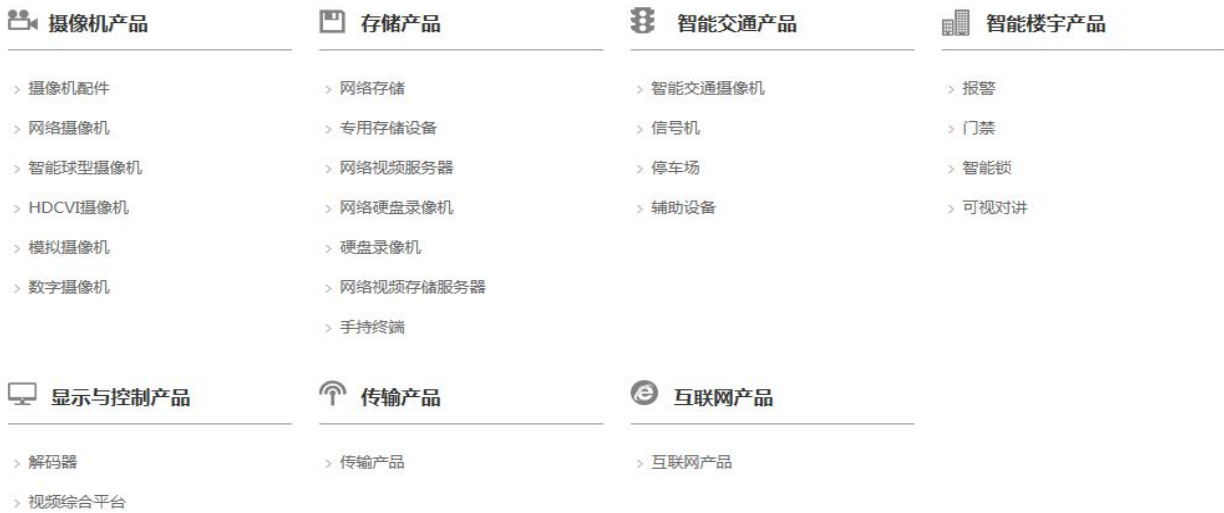 摄像机产品
摄像机配件
网络摄像机
智能球型摄像机
HDCVI摄像机
模拟摄像机
数字摄像机
存储产品
网络存储
专用存储设备
网络视频服务器
网络硬盘录像机
硬盘录像机
网络视频存储服务器
手持终端
智能交通产品
智能交通摄像机
信号机
停车场
辅助设备
智能楼宇产品
报警
门禁
智能锁
可视对讲
显示与控制产品
解码器
视频综合平台
传输产品
传输产品
互联网产品
互联网产品